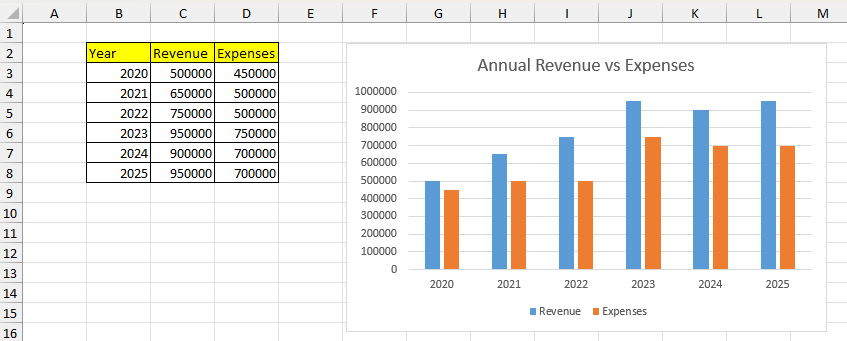 A B C D E F G H I J K L M
1
2 Year Revenue Expenses
3 2020 500000 450000
4 2021 650000 500000
5 2022 750000 500000
6 2023 950000 750000
7 2024 900000 700000
8 2025 950000 700000
9
10
11
12
13
14
15
16
Annual Revenue vs Expenses
1000000
900000
800000
700000
600000
500000
400000
300000
200000
100000
0
2020 2021 2022 2023 2024 2025
Revenue Expenses